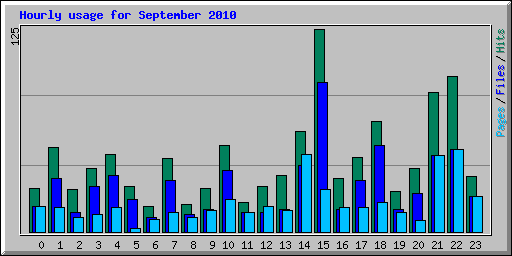 Hourly usage for September 2010
125
Pages / Files / Hits
0 1 2 3 4 5 6 7 8 9 10 11 12 13 14 15 16 17 18 19 20 21 22 23